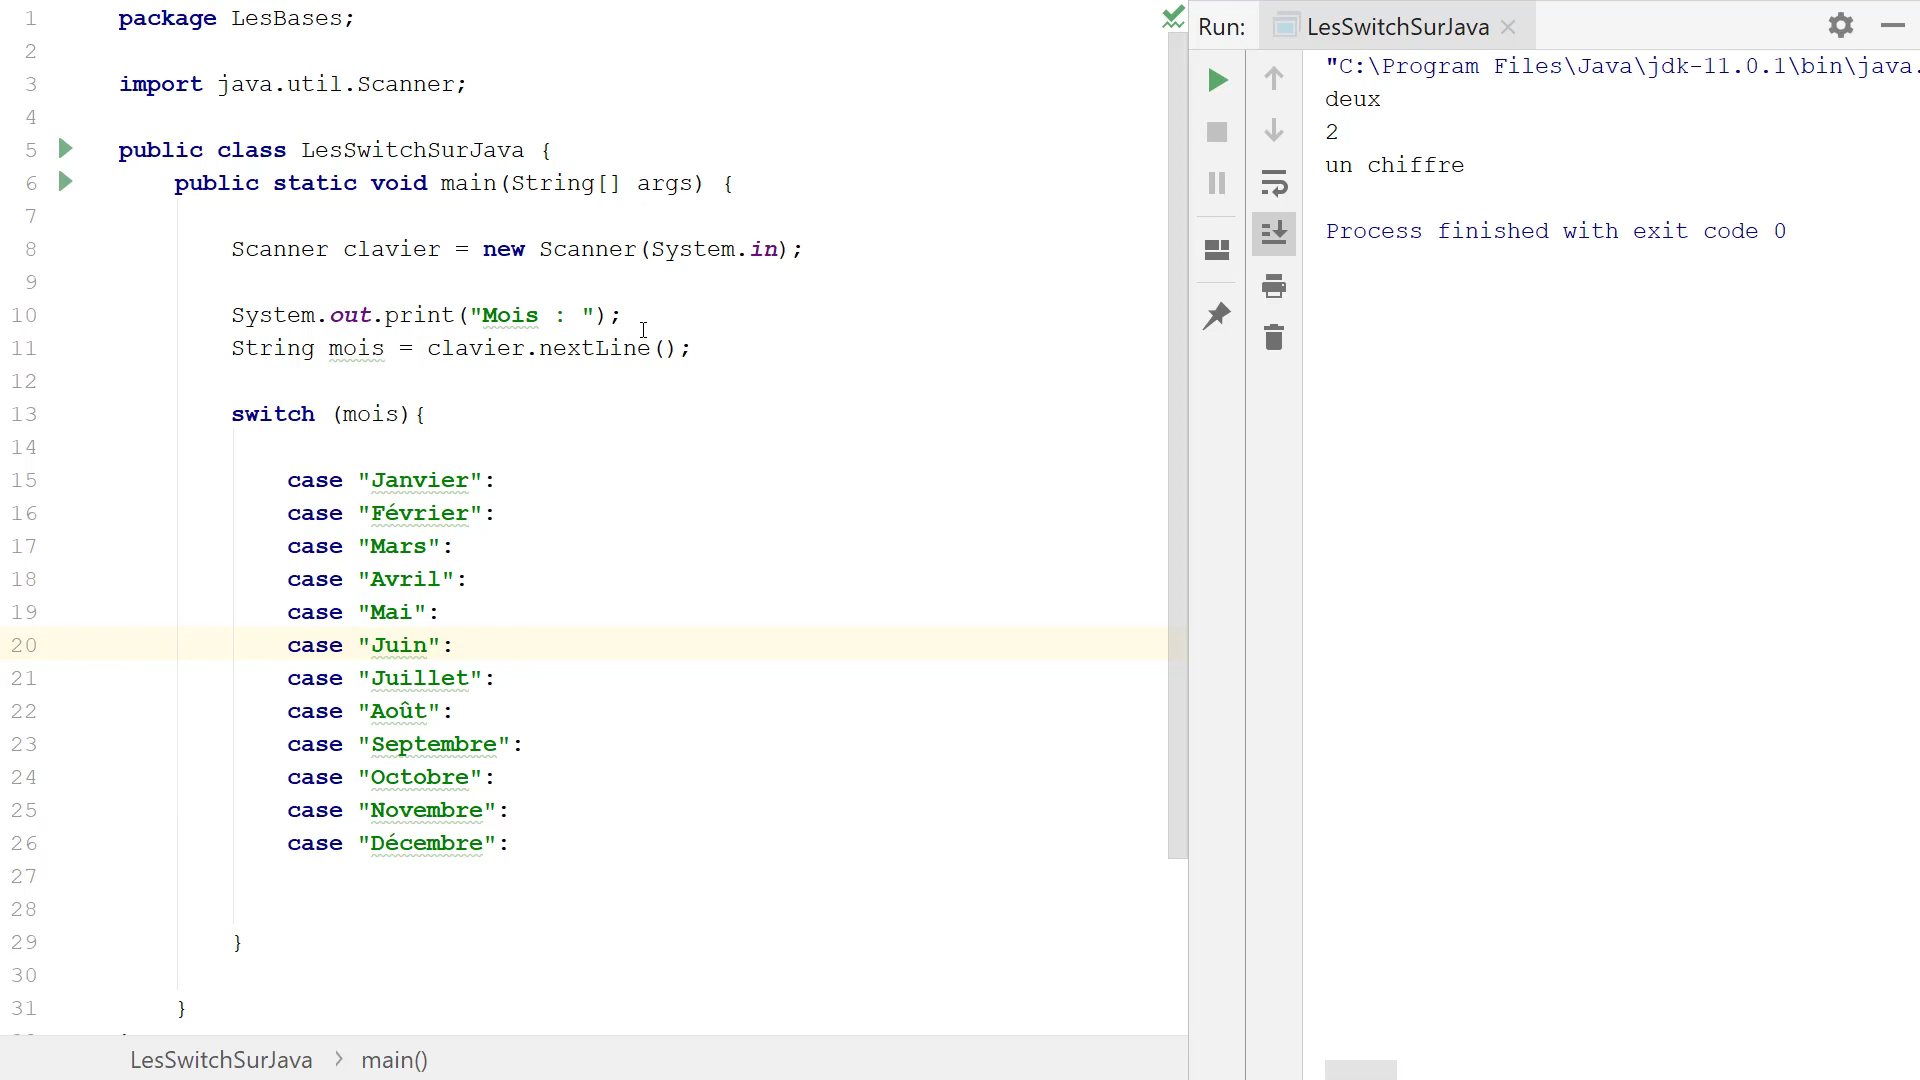 1 package LesBases;
2
3 import java.util.Scanner;
4
5 public class LesSwitchSurJava {
6 public static void main(String[] args) {
7
8 Scanner clavier = new Scanner(System.in);
9
10 System.out.print("Mois : ");
11 String mois = clavier.nextLine();
12
13 switch (mois){
14
15 case "Janvier":
16 case "Février":
17 case "Mars":
18 case "Avril":
19 case "Mai":
20 case "Juin":
21 case "Juillet":
22 case "Août":
23 case "Septembre":
24 case "Octobre":
25 case "Novembre":
26 case "Décembre":
27
28
29 }
30
31 }
LesSwitchSurJava > main()
Run: LesSwitchSurJava
"C:\Program Files\Java\jdk-11.0.1\bin\java.
deux
2
un chiffre
Process finished with exit code 0